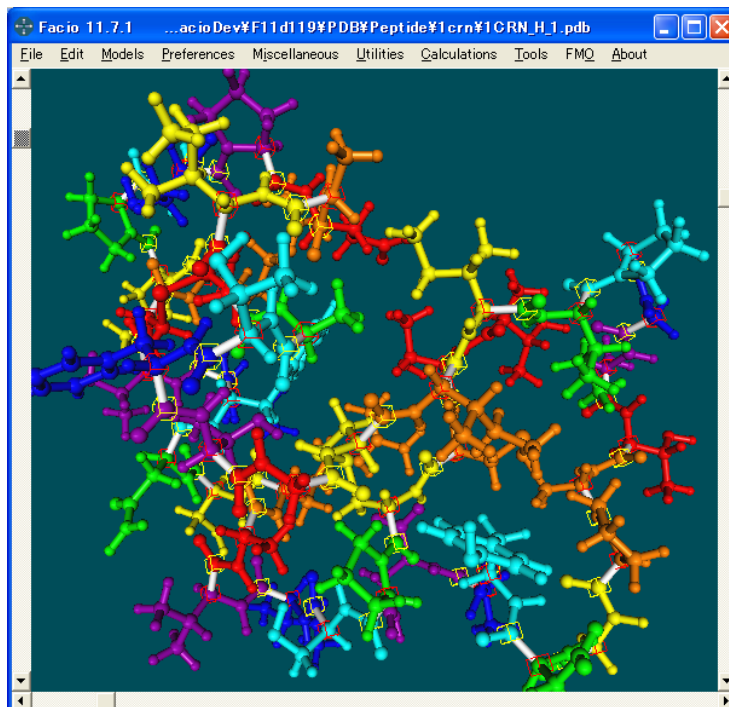 Facio 11.7.1 ...acioDev¥F11d119¥PDB¥Peptide¥1crn¥1CRN_H_1.pdb
File Edit Models Preferences Miscellaneous Utilities Calculations Tools FMO About